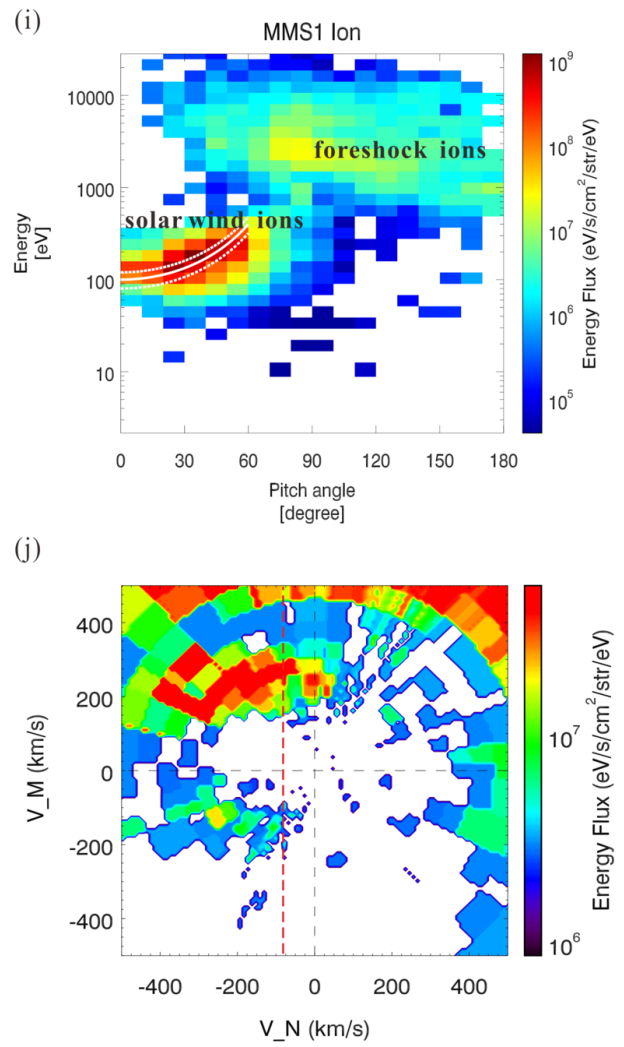 (i)
MMS1 Ion
10000
1000
100
10
Energy
[eV]
foreshock ions
solar wind ions
0 30 60 90 120 150 180
Pitch angle
[degree]
10⁹
10⁸
10⁷
10⁶
10⁵
Energy Flux (eV/s/cm²/str/eV)
(j)
400
200
0
-200
-400
V_M (km/s)
-400 -200 0 200 400
V_N (km/s)
10⁷
10⁶
Energy Flux (eV/s/cm²/str/eV)